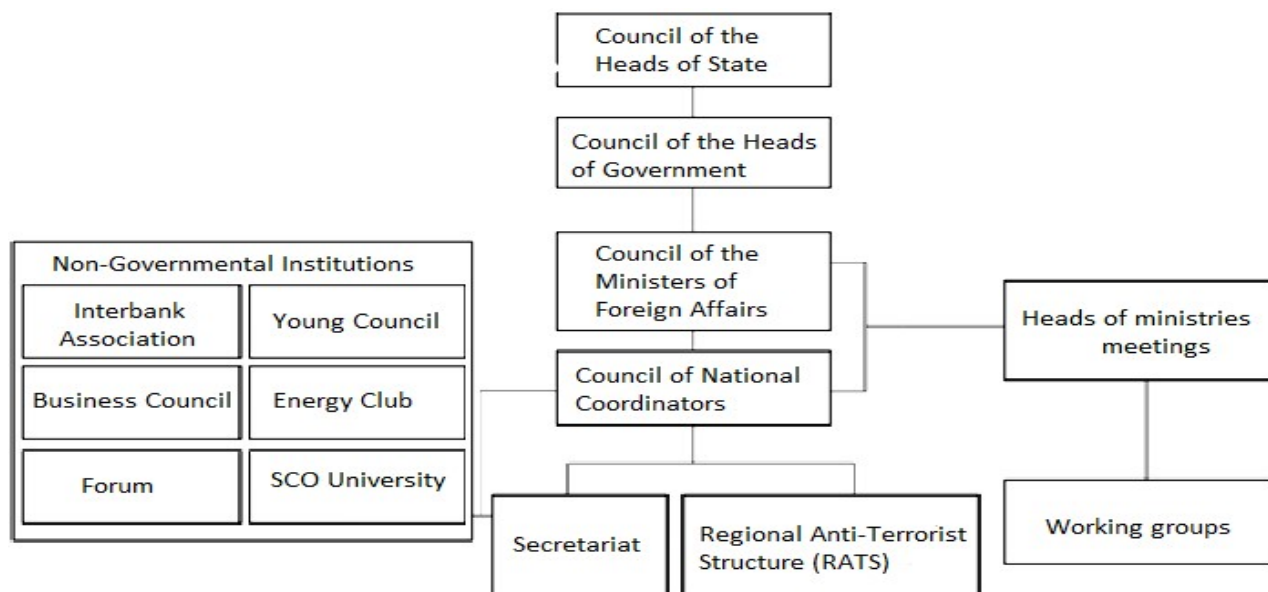 Council of the
Heads of State
Council of the Heads
of Government
Council of the
Ministers of
Foreign Affairs
Council of National
Coordinators
Non-Governmental Institutions
Interbank
Association
Young Council
Business Council
Energy Club
Forum
SCO University
Heads of ministries
meetings
Secretariat
Regional Anti-Terrorist
Structure (RATS)
Working groups